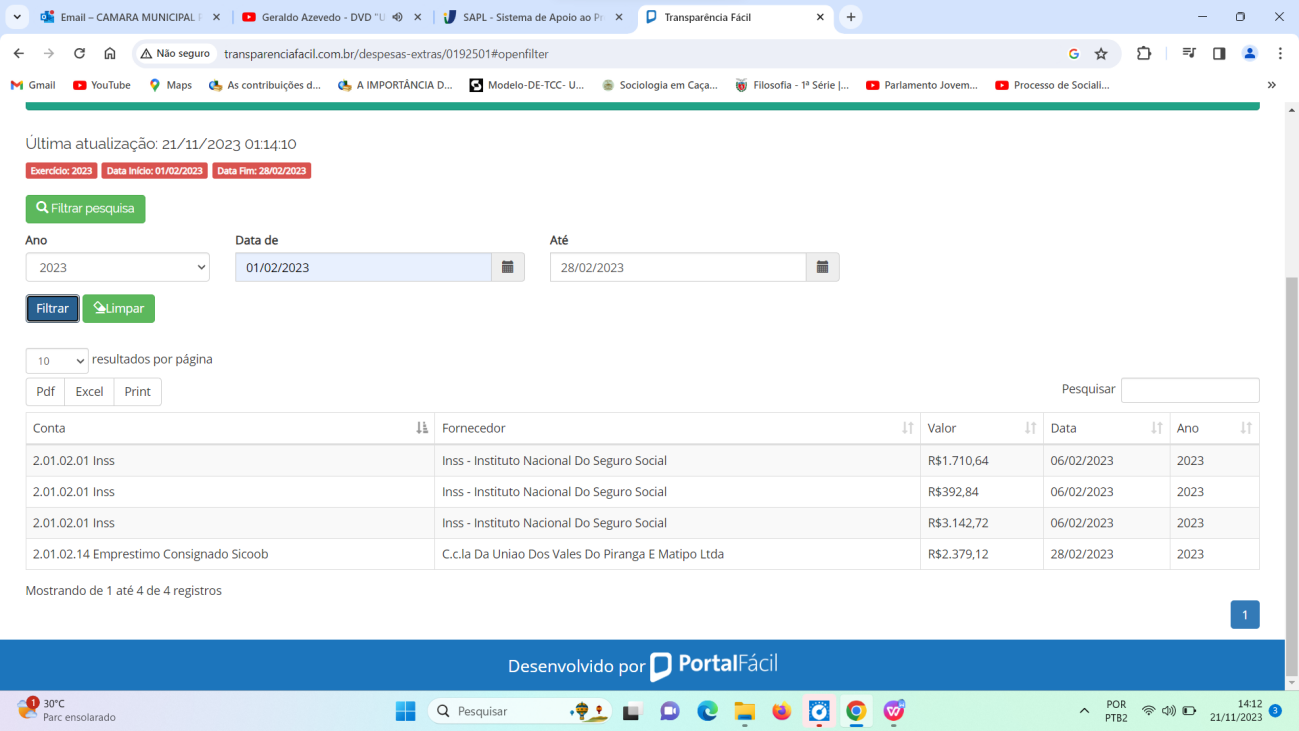 Email – CAMARA MUNICIPAL F
Geraldo Azevedo - DVD "U
SAPL - Sistema de Apoio ao Pr
Transparência Fácil
Não seguro
transparenciafacil.com.br/despesas-extras/0192501#openfilter
Gmail
YouTube
Maps
As contribuições d...
A IMPORTÂNCIA D...
Modelo-DE-TCC- U...
Sociologia em Caça...
Filosofia - 1ª Série |...
Parlamento Jovem...
Processo de Sociali...
Última atualização: 21/11/2023 01:14:10
Exercício: 2023 Data Início: 01/02/2023 Data Fim: 28/02/2023
Filtrar pesquisa
Ano Data de Até
2023 01/02/2023 28/02/2023
Filtrar Limpar
10 resultados por página
Pdf Excel Print Pesquisar
Conta Fornecedor Valor Data Ano
2.01.02.01 Inss Inss - Instituto Nacional Do Seguro Social R$1.710,64 06/02/2023 2023
2.01.02.01 Inss Inss - Instituto Nacional Do Seguro Social R$392,84 06/02/2023 2023
2.01.02.01 Inss Inss - Instituto Nacional Do Seguro Social R$3.142,72 06/02/2023 2023
2.01.02.14 Emprestimo Consignado Sicoob C.c.la Da Uniao Dos Vales Do Piranga E Matipo Ltda R$2.379,12 28/02/2023 2023
Mostrando de 1 até 4 de 4 registros
1
Desenvolvido por PortalFácil
1
30°C
Parc ensolarado
Pesquisar
POR
PTB2
14:12
21/11/2023
3